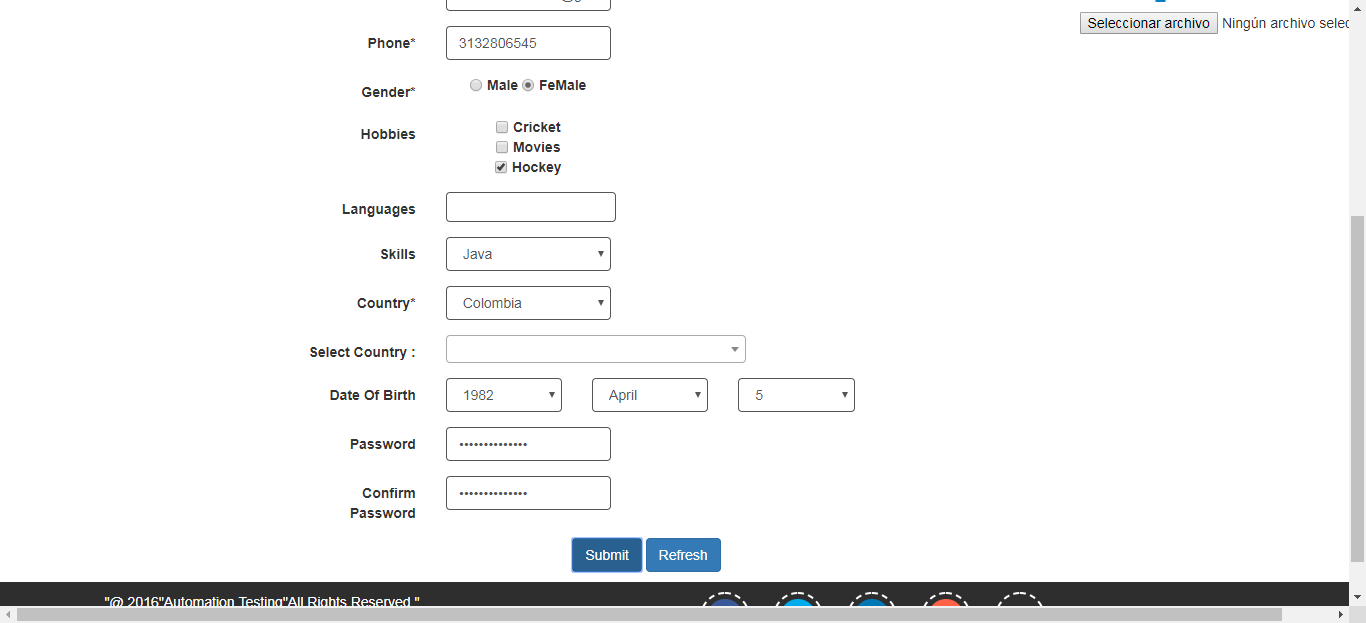 Seleccionar archivo Ningún archivo selec
Phone* 3132806545
Gender* Male FeMale
Hobbies Cricket
Movies
Hockey
Languages
Skills Java
Country* Colombia
Select Country :
Date Of Birth 1982 April 5
Password ••••••••••••••
Confirm Password ••••••••••••••
Submit Refresh
"@ 2016"Automation Testing"All Rights Reserved "